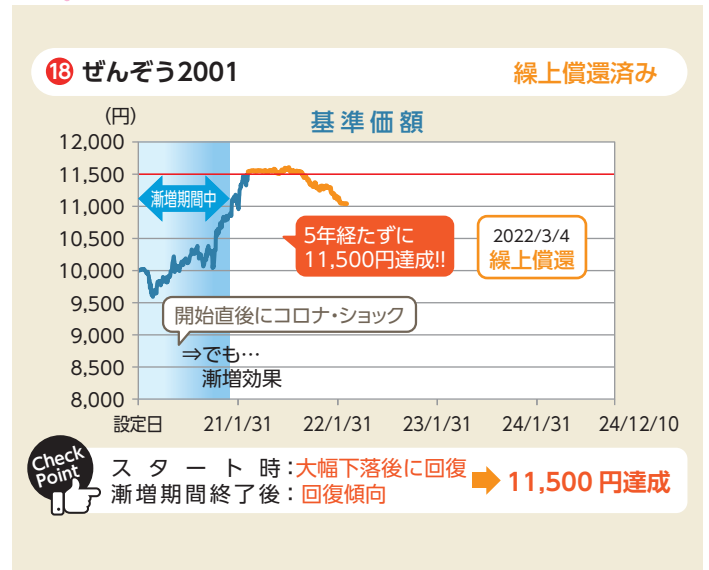 ⑱ ぜんぞう2001
繰上償還済み
(円)
基準価額
12,000
11,500
11,000
10,500
10,000
9,500
9,000
8,500
8,000
漸増期間中
5年経たずに
11,500円達成!!
2022/3/4
繰上償還
開始直後にコロナ・ショック
⇒でも…
漸増効果
設定日 21/1/31 22/1/31 23/1/31 24/1/31 24/12/10
Check
Point
スタート時：大幅下落後に回復
漸増期間終了後：回復傾向
11,500 円達成